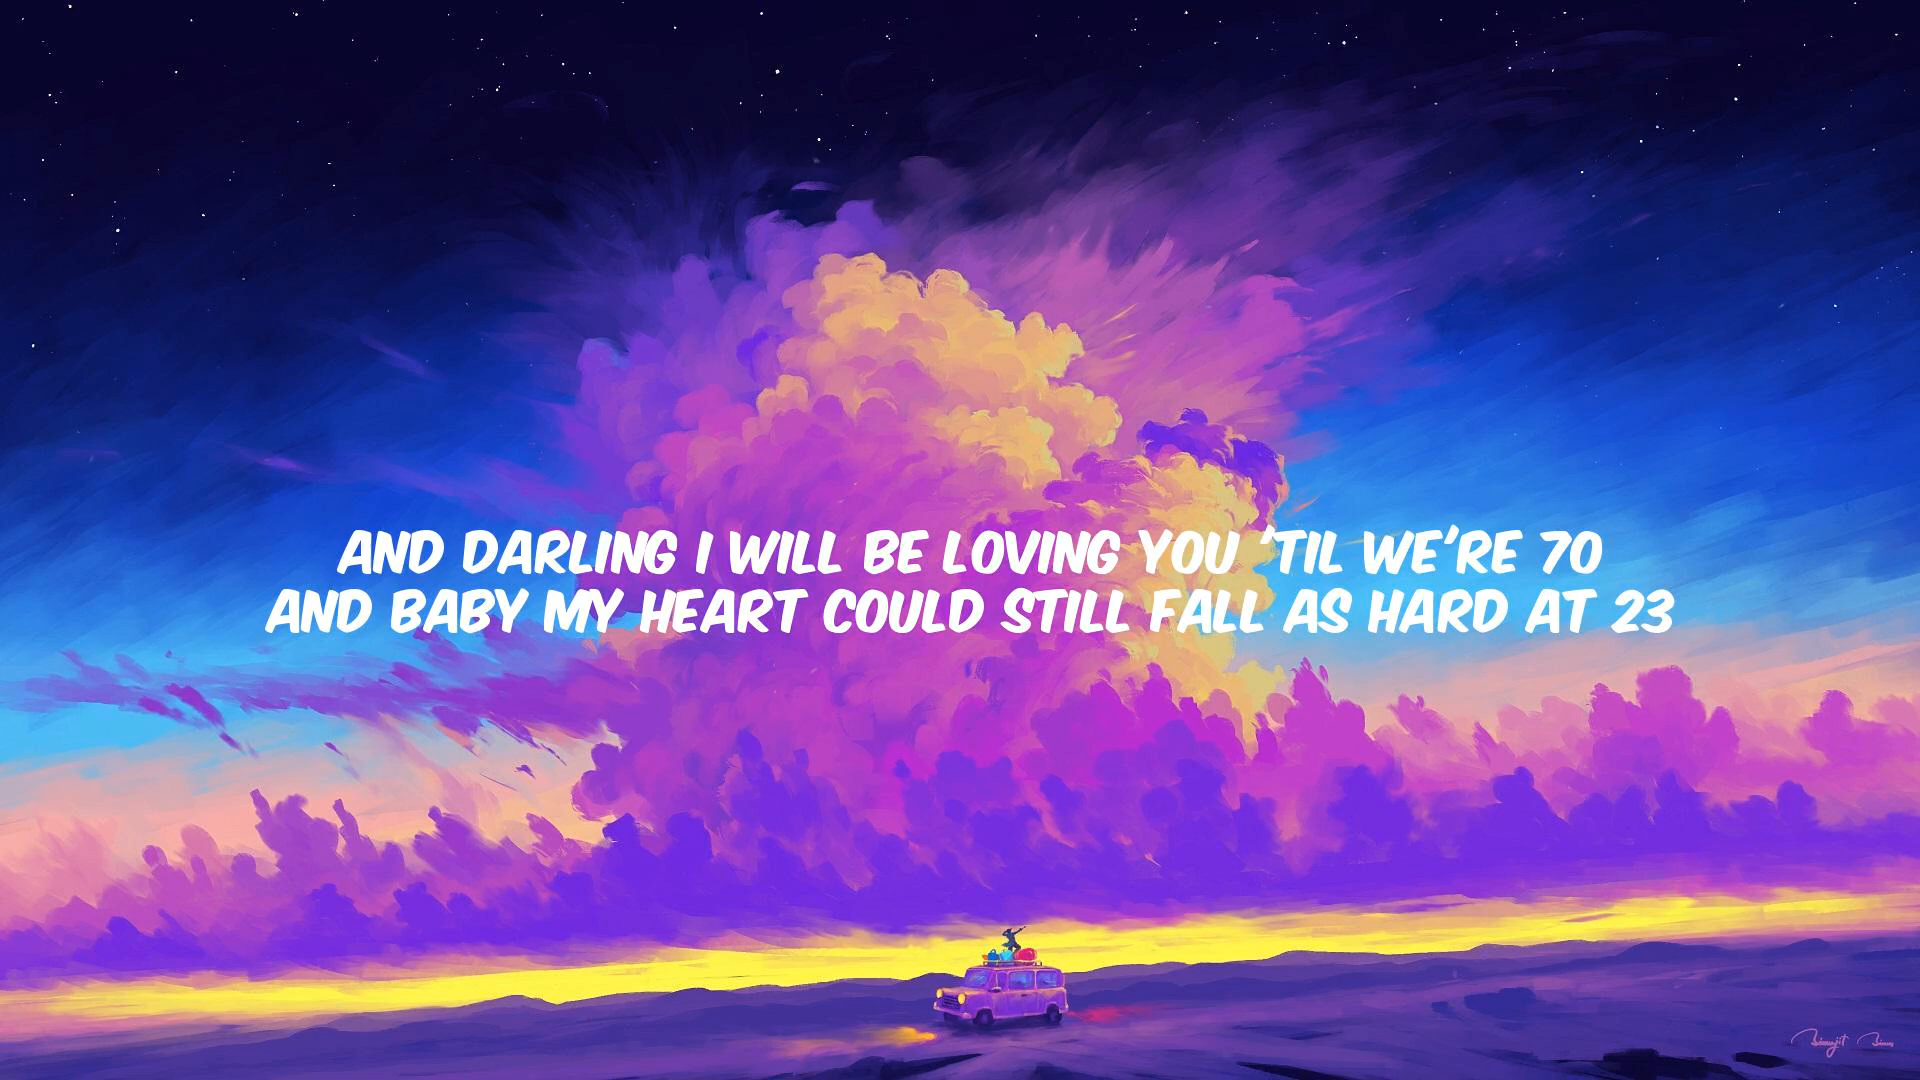 AND DARLING I WILL BE LOVING YOU 'TIL WE'RE 70
AND BABY MY HEART COULD STILL FALL AS HARD AT 23